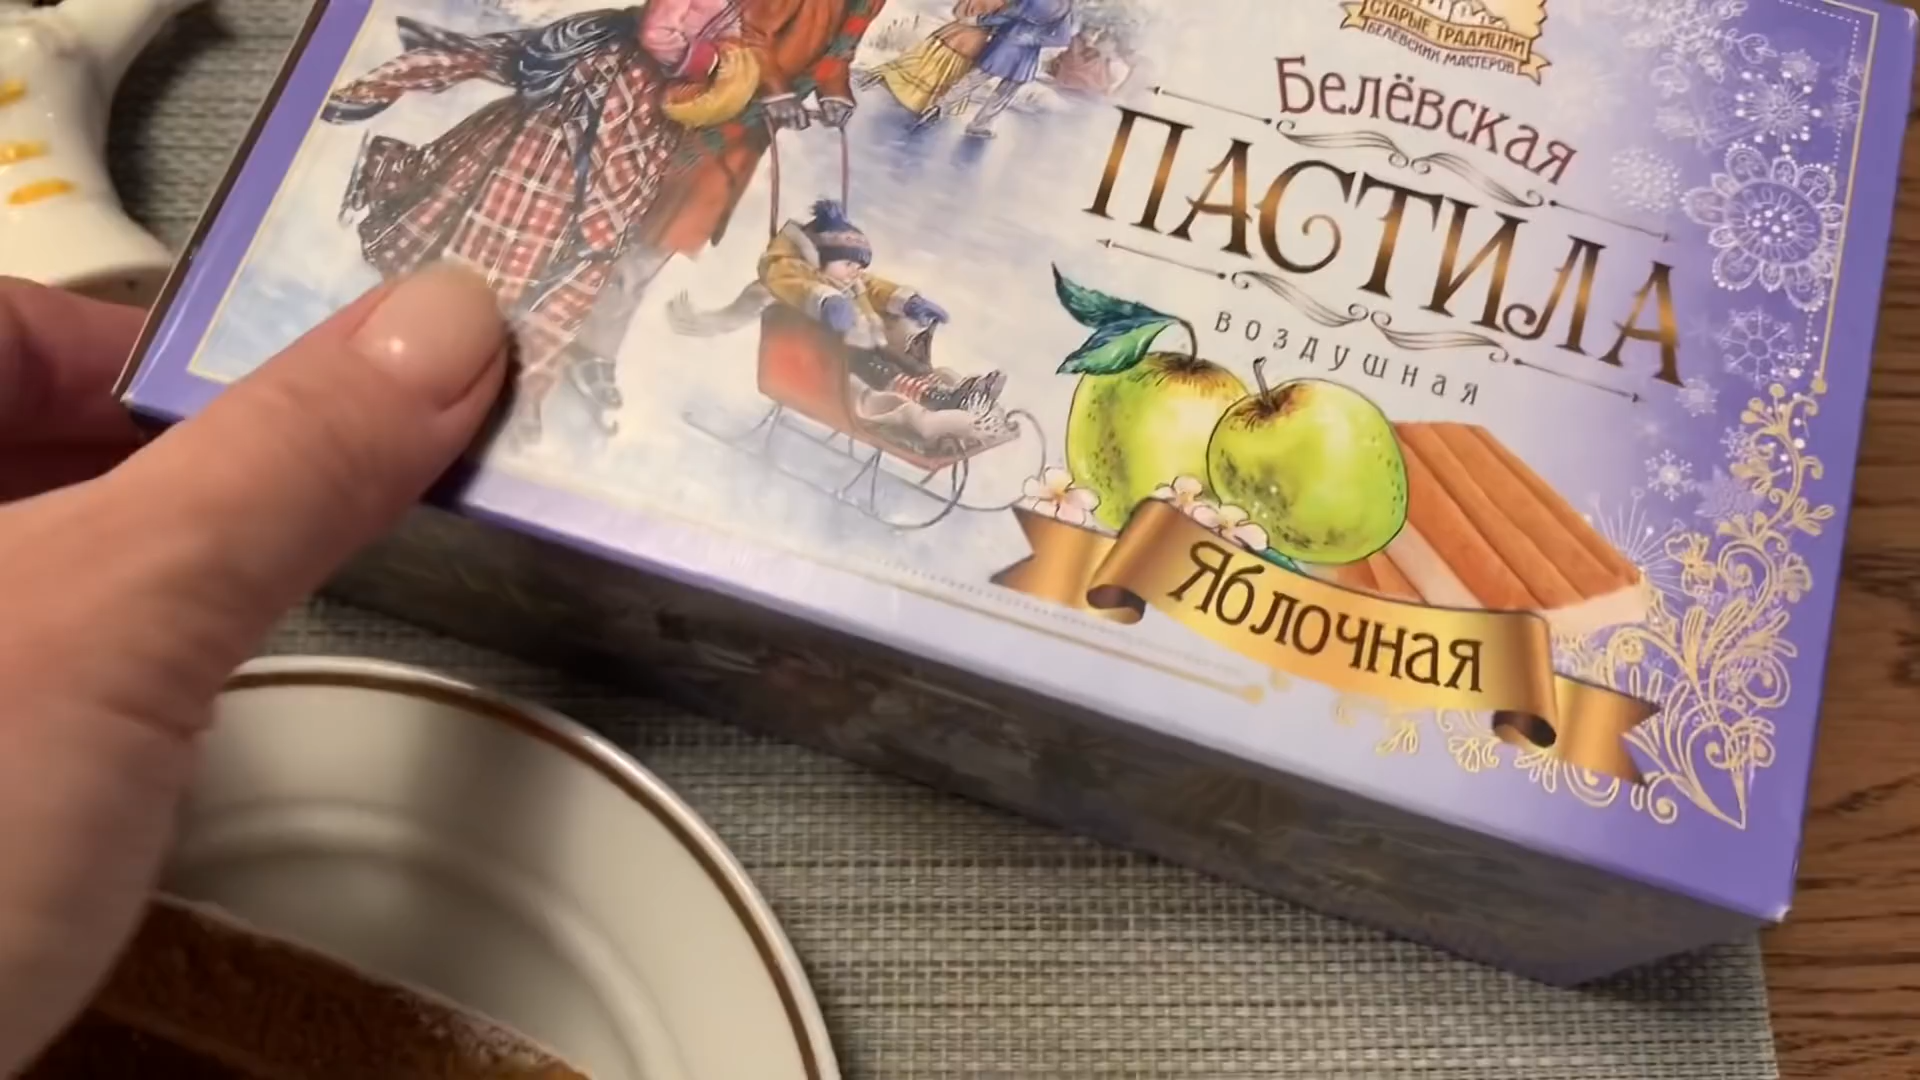 СТАРЫЕ ТРАДИЦИИ
БЕЛЁВСКИХ МАСТЕРОВ
Белёвская
ПАСТИЛА
воздушная
Яблочная